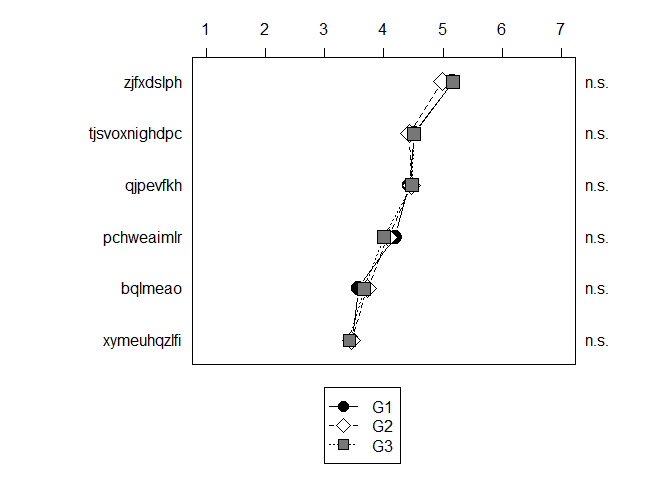 1 2 3 4 5 6 7
zjfxdslph n.s.
tjsvoxnighdpc n.s.
qjpevfkh n.s.
pchweaimlr n.s.
bqlmeao n.s.
xymeuhqzlfi n.s.
G1
G2
G3